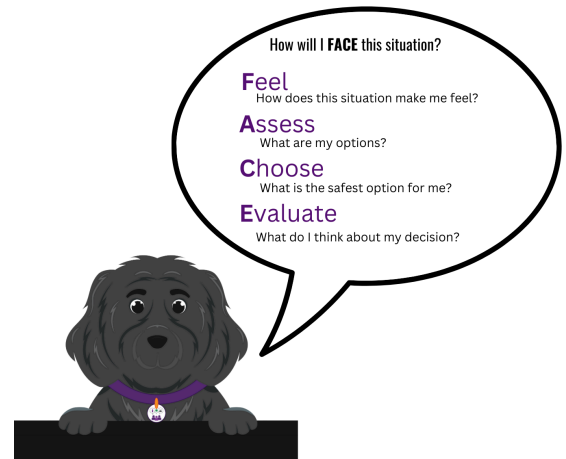 How will I FACE this situation?
Feel
How does this situation make me feel?
Assess
What are my options?
Choose
What is the safest option for me?
Evaluate
What do I think about my decision?